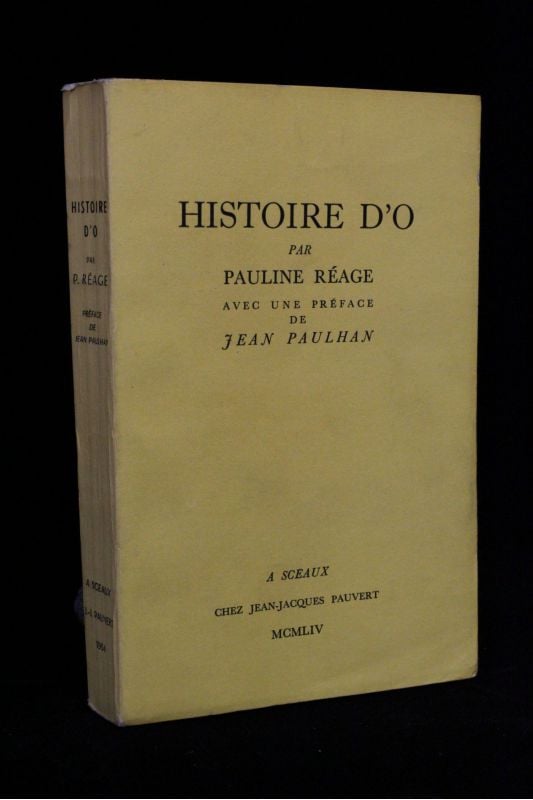 HISTOIRE D'O
PAR
PAULINE RÉAGE
AVEC UNE PRÉFACE
DE
JEAN PAULHAN
A SCEAUX
CHEZ JEAN-JACQUES PAUVERT
MCMLIV
HISTOIRE
D'O
PAR
P. RÉAGE
PRÉFACE
DE
JEAN PAULHAN
A SCEAUX
J.-J. PAUVERT
1954